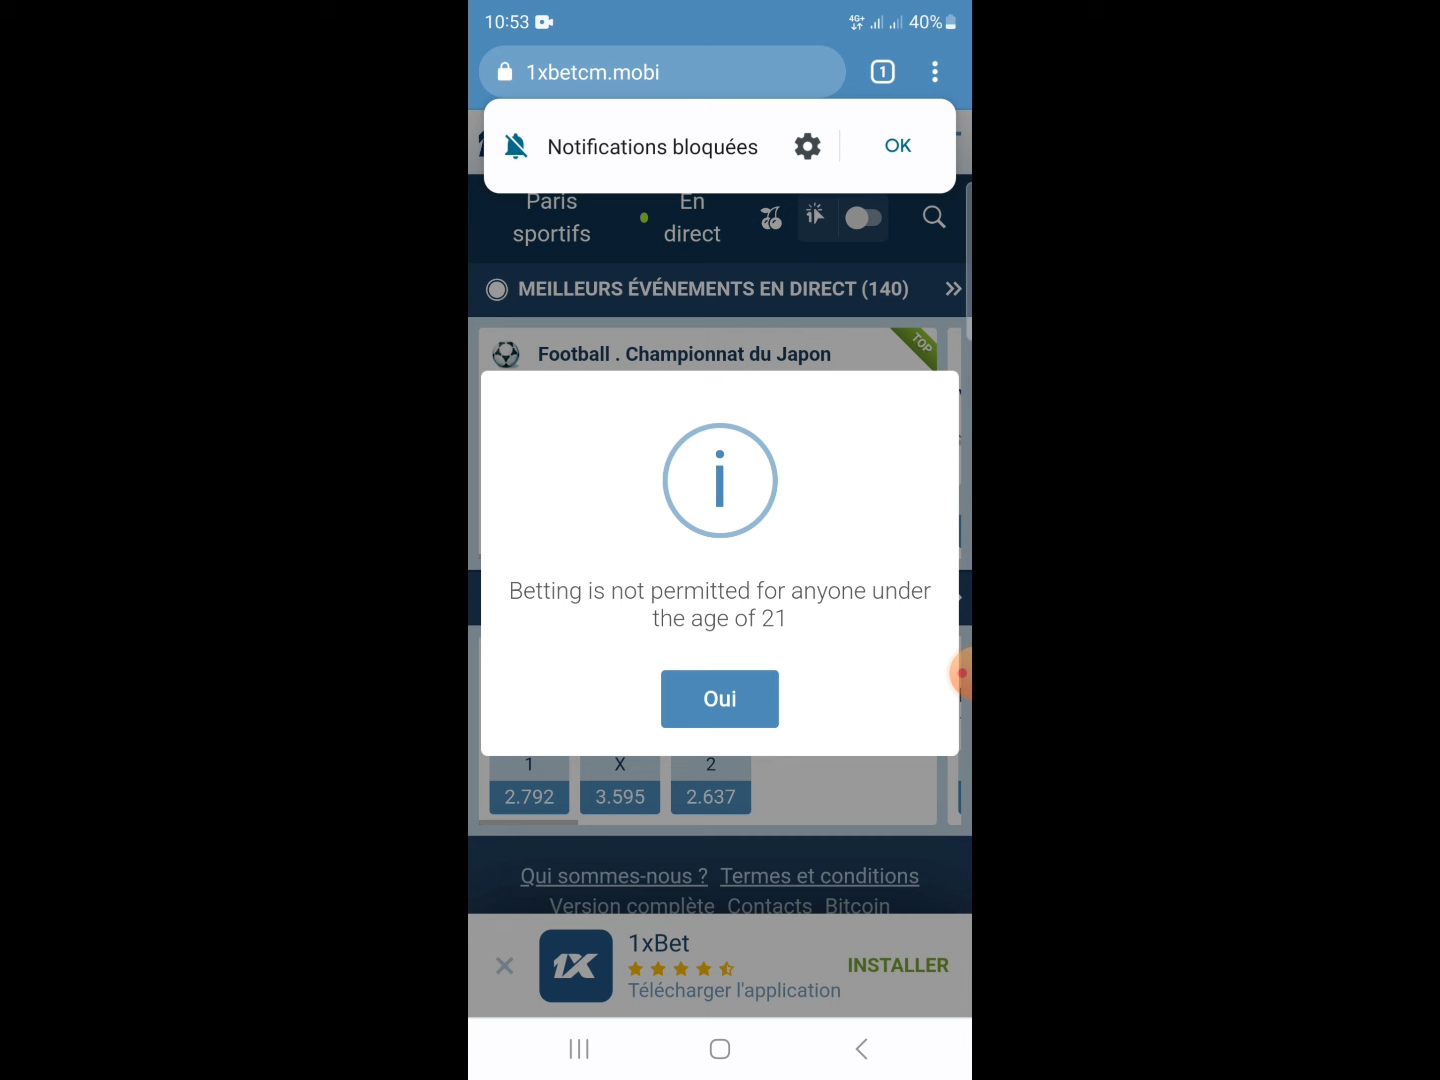 10:53
4G+
40%
1xbetcm.mobi
1
Notifications bloquées
OK
Paris sportifs
En direct
MEILLEURS ÉVÉNEMENTS EN DIRECT (140)
Football . Championnat du Japon
TOP
i
Betting is not permitted for anyone under
the age of 21
Oui
1 X 2
2.792 3.595 2.637
Qui sommes-nous ? Termes et conditions
Version complète Contacts Bitcoin
1X
1xBet
Télécharger l'application
INSTALLER